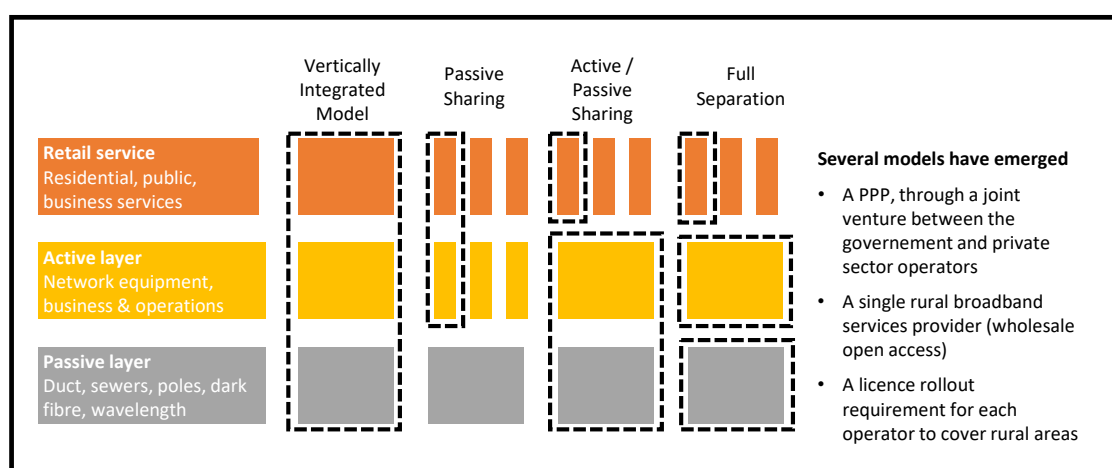 Vertically
Integrated
Model
Passive
Sharing
Active /
Passive
Sharing
Full
Separation
Retail service
Residential, public,
business services
Active layer
Network equipment,
business & operations
Passive layer
Duct, sewers, poles, dark
fibre, wavelength
Several models have emerged
• A PPP, through a joint
venture between the
governement and private
sector operators
• A single rural broadband
services provider (wholesale
open access)
• A licence rollout
requirement for each
operator to cover rural areas